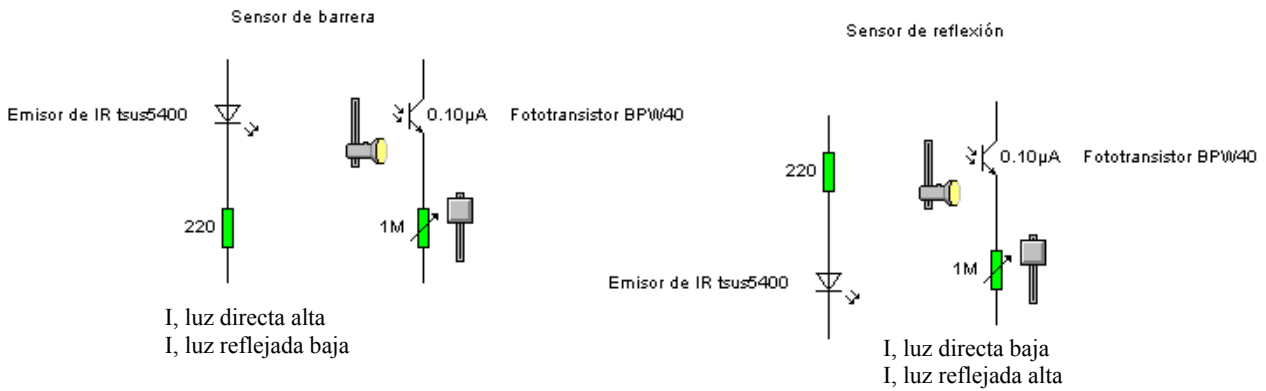 Sensor de barrera
Emisor de IR tsus5400
0.10µA
Fototransistor BPW40
220
1M
I, luz directa alta
I, luz reflejada baja
Sensor de reflexión
220
0.10µA
Fototransistor BPW40
1M
Emisor de IR tsus5400
I, luz directa baja
I, luz reflejada alta